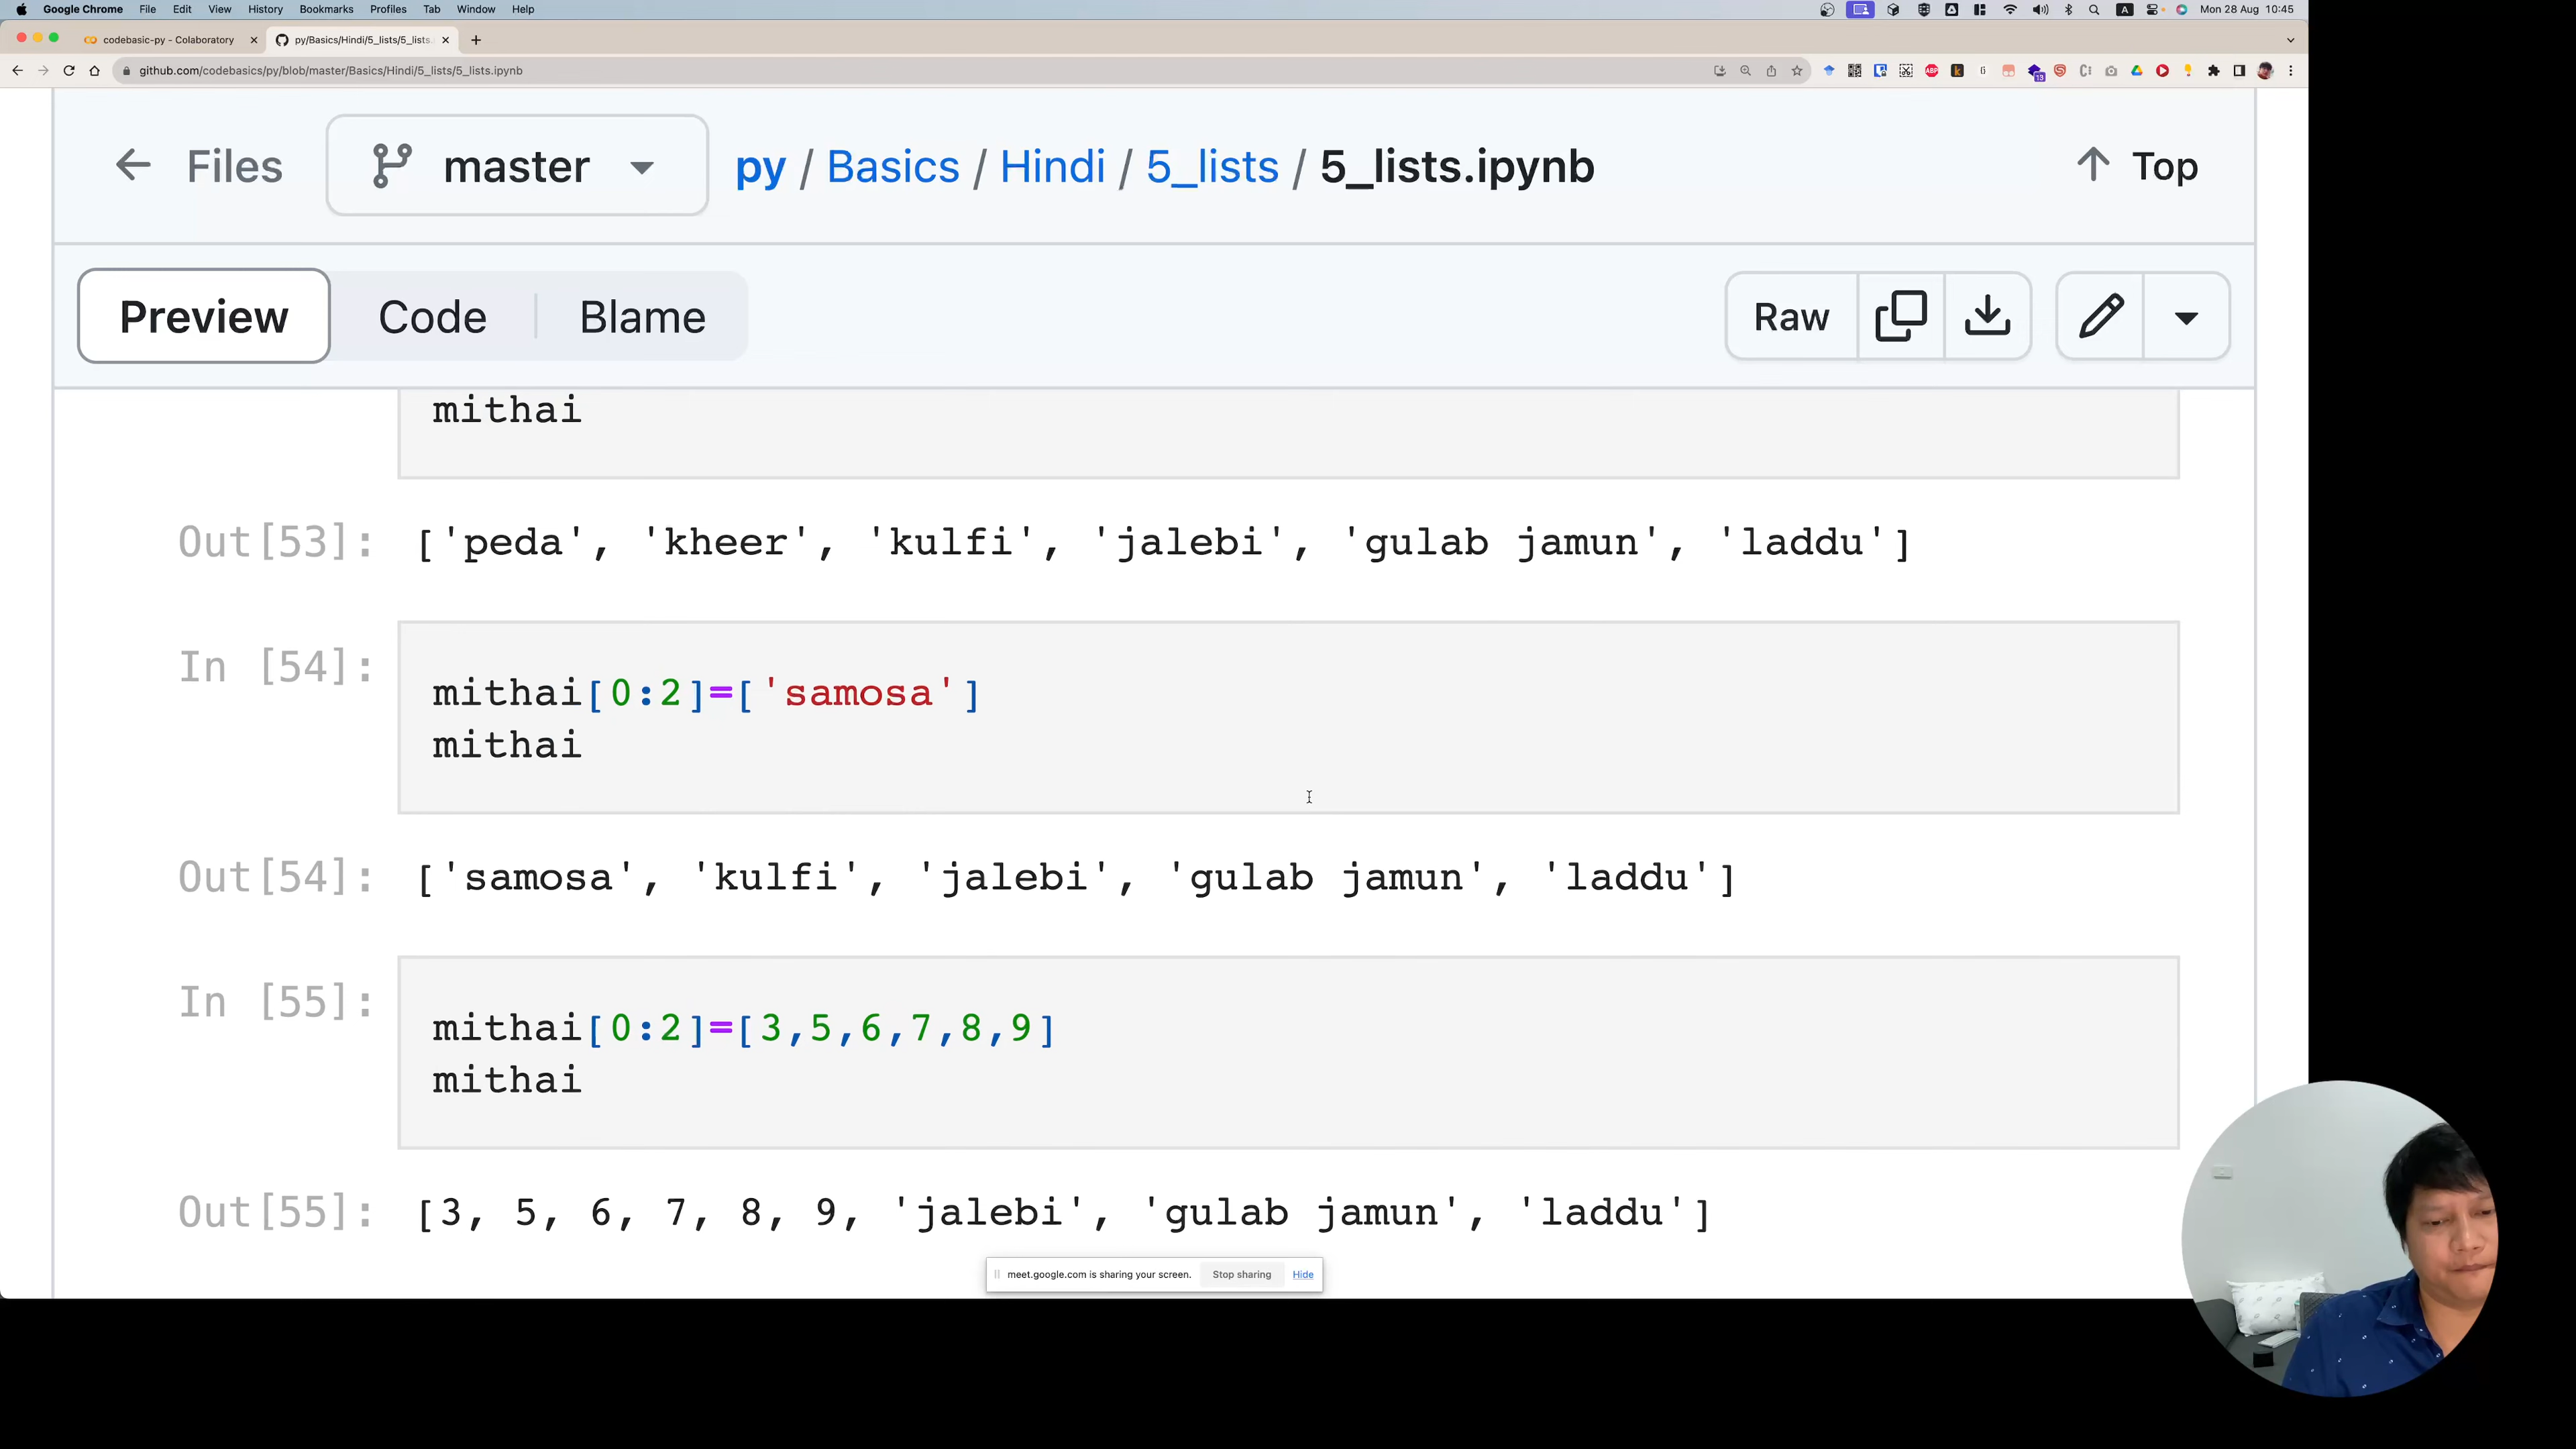 Google Chrome File Edit View History Bookmarks Profiles Tab Window Help
A Mon 28 Aug 10:45
codebasic-py - Colaboratory
py/Basics/Hindi/5_lists/5_lists.
github.com/codebasics/py/blob/master/Basics/Hindi/5_lists/5_lists.ipynb
ABP
13
Files master py / Basics / Hindi / 5_lists / 5_lists.ipynb Top
Preview Code Blame Raw
mithai
Out[53]: ['peda', 'kheer', 'kulfi', 'jalebi', 'gulab jamun', 'laddu']
In [54]: mithai[0:2]=['samosa']
mithai
Out[54]: ['samosa', 'kulfi', 'jalebi', 'gulab jamun', 'laddu']
In [55]: mithai[0:2]=[3,5,6,7,8,9]
mithai
Out[55]: [3, 5, 6, 7, 8, 9, 'jalebi', 'gulab jamun', 'laddu']
meet.google.com is sharing your screen. Stop sharing Hide